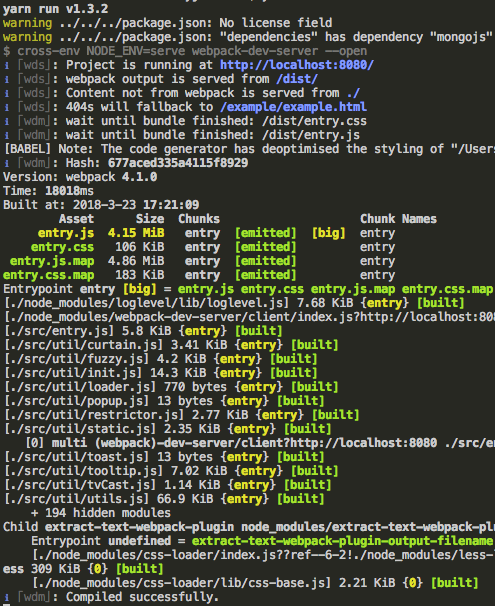 yarn run v1.3.2
warning ../../../package.json: No license field
warning ../../../package.json: "dependencies" has dependency "mongojs"
$ cross-env NODE_ENV=serve webpack-dev-server --open
ℹ ｢wds｣: Project is running at http://localhost:8080/
ℹ ｢wds｣: webpack output is served from /dist/
ℹ ｢wds｣: Content not from webpack is served from ./
ℹ ｢wds｣: 404s will fallback to /example/example.html
ℹ ｢wdm｣: wait until bundle finished: /dist/entry.css
ℹ ｢wdm｣: wait until bundle finished: /dist/entry.js
[BABEL] Note: The code generator has deoptimised the styling of "/Users
ℹ ｢wdm｣: Hash: 677aced335a4115f8929
Version: webpack 4.1.0
Time: 18018ms
Built at: 2018-3-23 17:21:09
Asset Size Chunks Chunk Names
entry.js 4.15 MiB entry [emitted] [big] entry
entry.css 106 KiB entry [emitted] entry
entry.js.map 4.86 MiB entry [emitted] entry
entry.css.map 183 KiB entry [emitted] entry
Entrypoint entry [big] = entry.js entry.css entry.js.map entry.css.map
[./node_modules/loglevel/lib/loglevel.js] 7.68 KiB {entry} [built]
[./node_modules/webpack-dev-server/client/index.js?http://localhost:808
[./src/entry.js] 5.8 KiB {entry} [built]
[./src/util/curtain.js] 3.41 KiB {entry} [built]
[./src/util/fuzzy.js] 4.2 KiB {entry} [built]
[./src/util/init.js] 14.3 KiB {entry} [built]
[./src/util/loader.js] 770 bytes {entry} [built]
[./src/util/popup.js] 13 bytes {entry} [built]
[./src/util/restrictor.js] 2.77 KiB {entry} [built]
[./src/util/static.js] 2.35 KiB {entry} [built]
[0] multi (webpack)-dev-server/client?http://localhost:8080 ./src/en
[./src/util/toast.js] 13 bytes {entry} [built]
[./src/util/tooltip.js] 7.02 KiB {entry} [built]
[./src/util/tvCast.js] 1.14 KiB {entry} [built]
[./src/util/utils.js] 66.9 KiB {entry} [built]
+ 194 hidden modules
Child extract-text-webpack-plugin node_modules/extract-text-webpack-plu
Entrypoint undefined = extract-text-webpack-plugin-output-filename
[./node_modules/css-loader/index.js??ref--6-2!./node_modules/less-l
ess 309 KiB {0} [built]
[./node_modules/css-loader/lib/css-base.js] 2.21 KiB {0} [built]
ℹ ｢wdm｣: Compiled successfully.